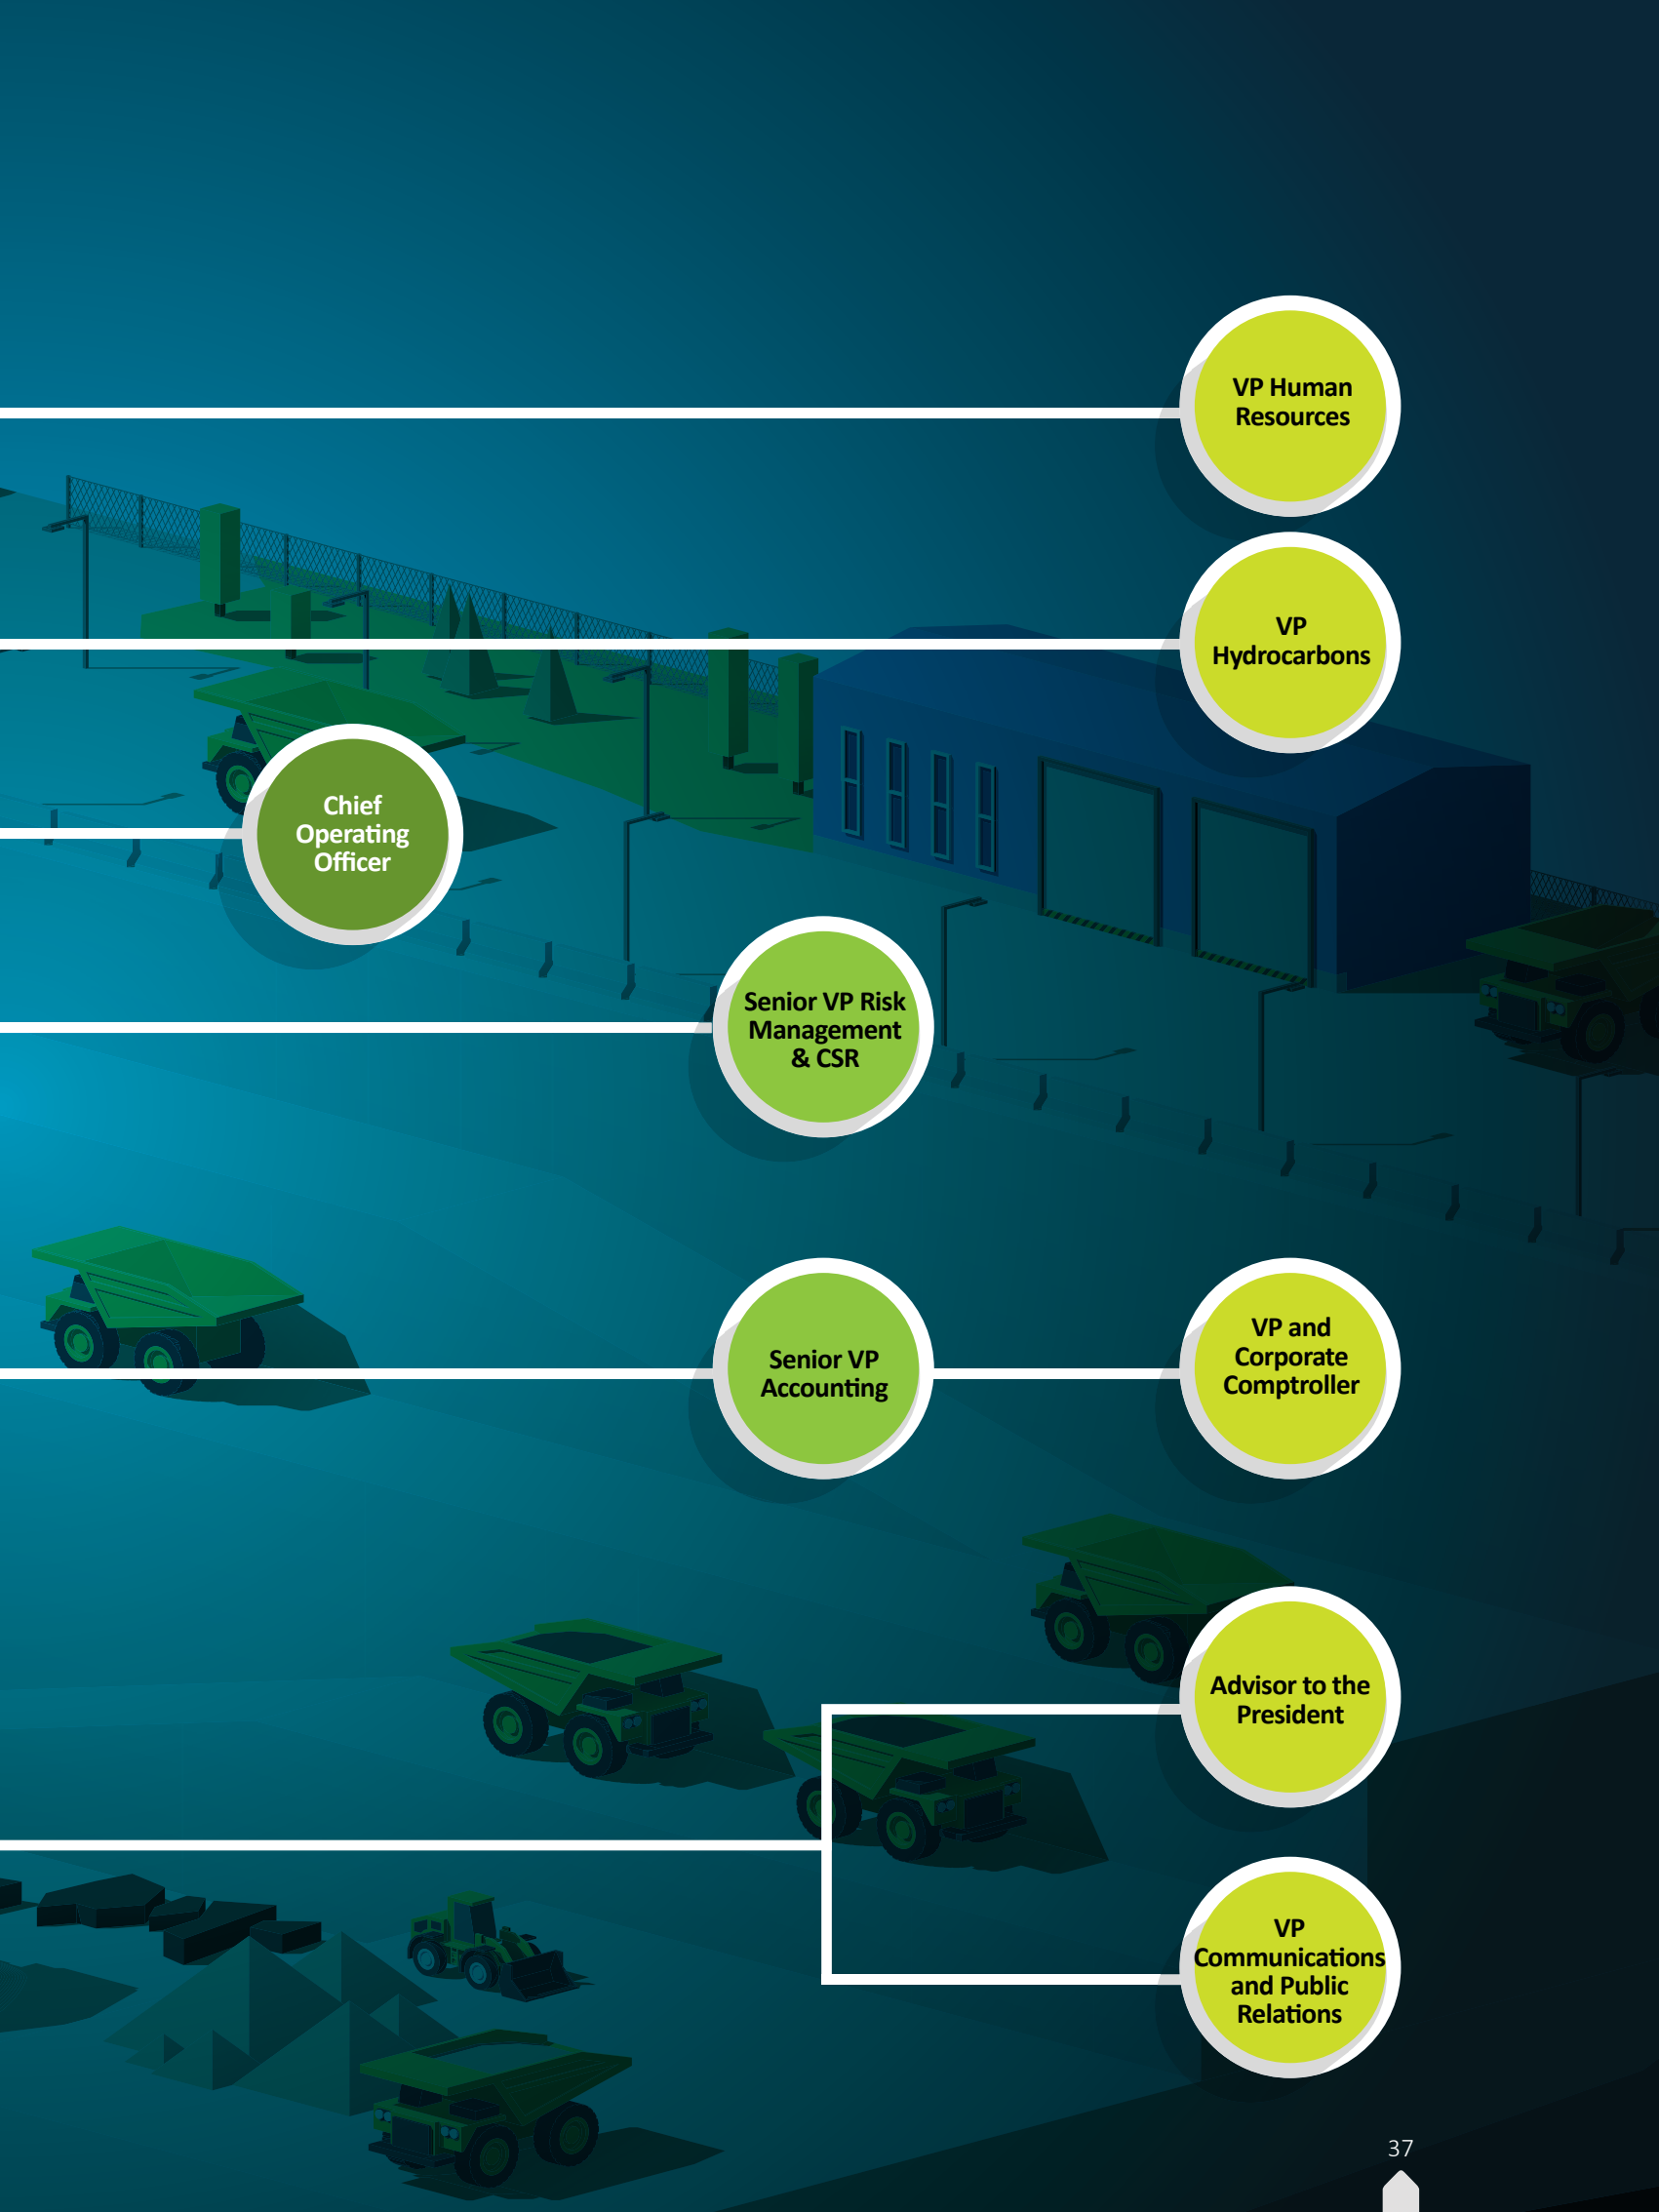 VP Human
Resources
VP
Hydrocarbons
Chief
Operating
Officer
Senior VP Risk
Management
& CSR
Senior VP
Accounting
VP and
Corporate
Comptroller
Advisor to the
President
VP
Communications
and Public
Relations
37